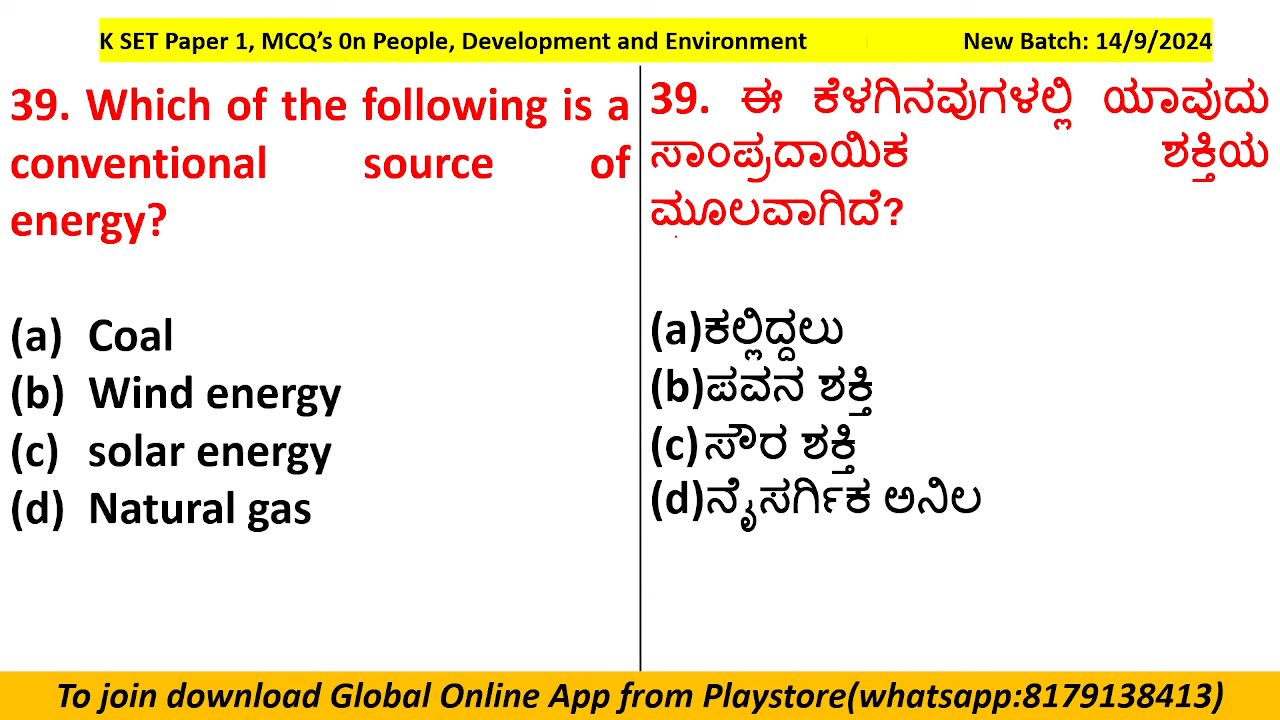 K SET Paper 1, MCQ’s 0n People, Development and Environment New Batch: 14/9/2024
39. Which of the following is a
conventional source of
energy?
(a) Coal
(b) Wind energy
(c) solar energy
(d) Natural gas
39. ಈ ಕೆಳಗಿನವುಗಳಲ್ಲಿ ಯಾವುದು
ಸಾಂಪ್ರದಾಯಿಕ ಶಕ್ತಿಯ
ಮೂಲವಾಗಿದೆ?
(a)ಕಲ್ಲಿದ್ದಲು
(b)ಪವನ ಶಕ್ತಿ
(c)ಸೌರ ಶಕ್ತಿ
(d)ನೈಸರ್ಗಿಕ ಅನಿಲ
To join download Global Online App from Playstore(whatsapp:8179138413)